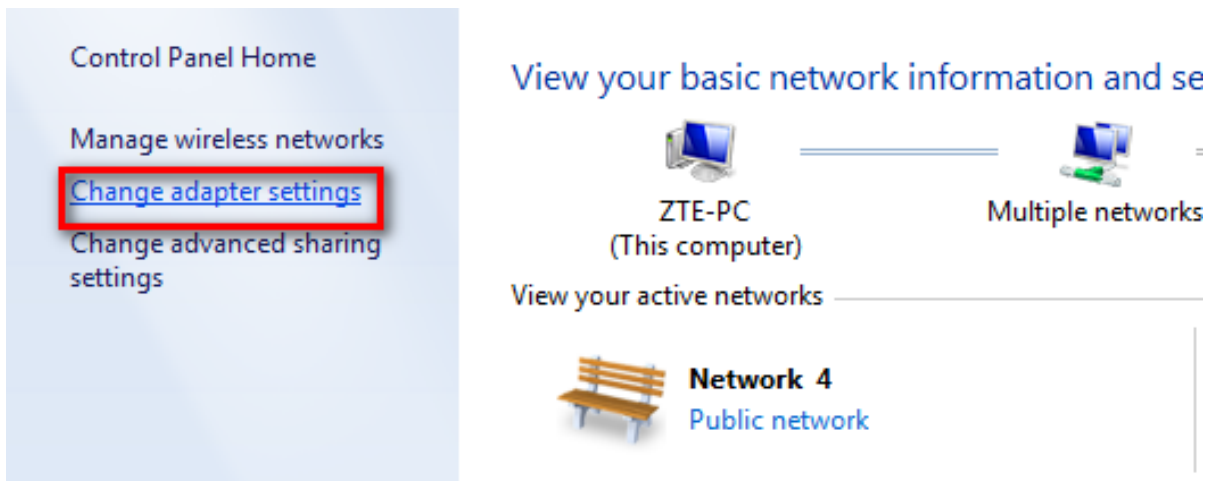 Control Panel Home
Manage wireless networks
Change adapter settings
Change advanced sharing
settings
View your basic network information and se
ZTE-PC
(This computer)
Multiple networks
View your active networks
Network 4
Public network